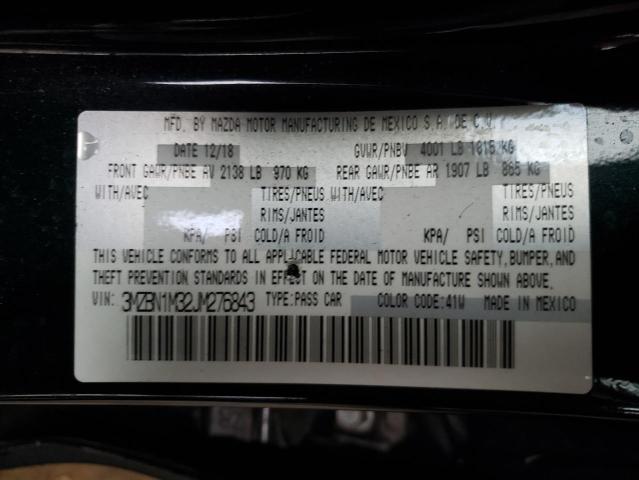 MFD. BY MAZDA MOTOR MANUFACTURING DE MEXICO S.A. DE C.V.
DATE 12/18 GVWR/PNBV 4001 LB 1815 KG
FRONT GAWR/PNBE AV 2138 LB 970 KG REAR GAWR/PNBE AR 1907 LB 865 KG
WITH/AVEC TIRES/PNEUS WITH/AVEC TIRES/PNEUS
RIMS/JANTES RIMS/JANTES
KPA/ PSI COLD/A FROID KPA/ PSI COLD/A FROID
THIS VEHICLE CONFORMS TO ALL APPLICABLE FEDERAL MOTOR VEHICLE SAFETY, BUMPER, AND
THEFT PREVENTION STANDARDS IN EFFECT ON THE DATE OF MANUFACTURE SHOWN ABOVE.
VIN: 3MZBN1M32JM276843 TYPE:PASS CAR COLOR CODE:41W MADE IN MEXICO